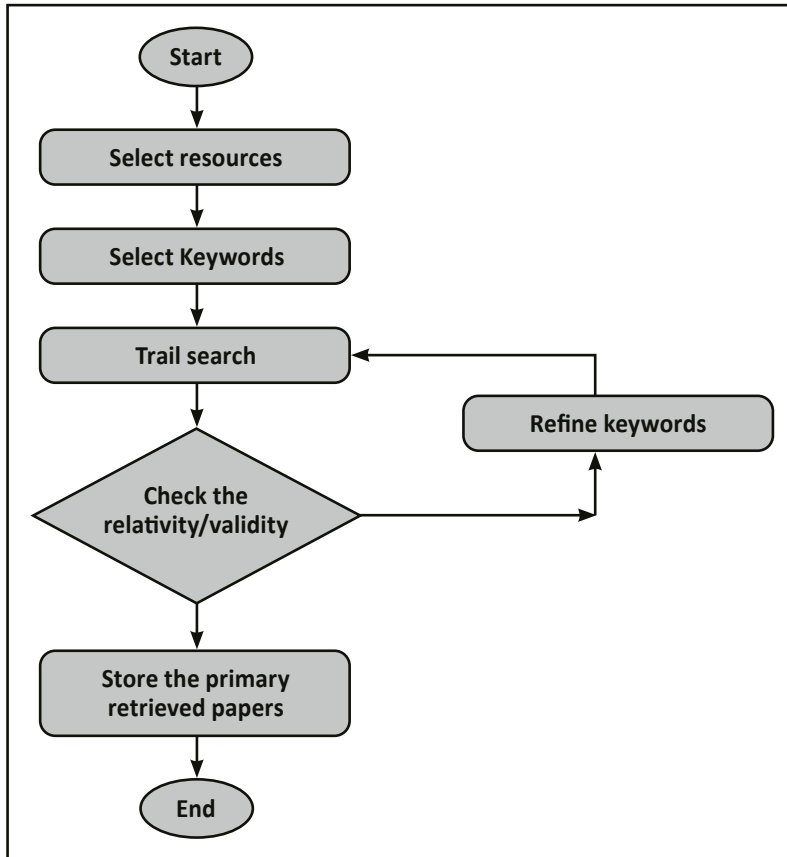 Start
Select resources
Select Keywords
Trail search
Refine keywords
Check the
relativity/validity
Store the primary
retrieved papers
End